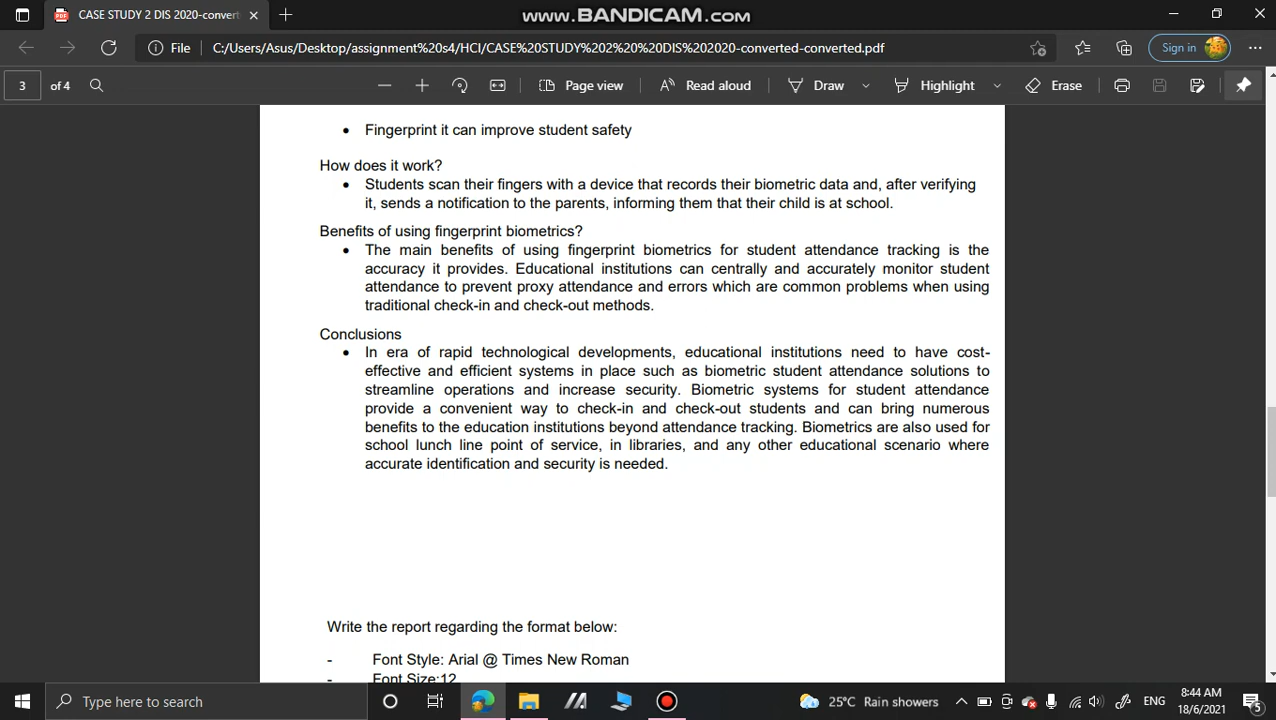 CASE STUDY 2 DIS 2020-convert
www.BANDICAM.com
File
C:/Users/Asus/Desktop/assignment%20s4/HCI/CASE%20STUDY%202%20%20DIS%202020-converted-converted.pdf
Sign in
3 of 4
Page view
Read aloud
Draw
Highlight
Erase
• Fingerprint it can improve student safety
How does it work?
• Students scan their fingers with a device that records their biometric data and, after verifying
it, sends a notification to the parents, informing them that their child is at school.
Benefits of using fingerprint biometrics?
• The main benefits of using fingerprint biometrics for student attendance tracking is the
accuracy it provides. Educational institutions can centrally and accurately monitor student
attendance to prevent proxy attendance and errors which are common problems when using
traditional check-in and check-out methods.
Conclusions
• In era of rapid technological developments, educational institutions need to have cost-
effective and efficient systems in place such as biometric student attendance solutions to
streamline operations and increase security. Biometric systems for student attendance
provide a convenient way to check-in and check-out students and can bring numerous
benefits to the education institutions beyond attendance tracking. Biometrics are also used for
school lunch line point of service, in libraries, and any other educational scenario where
accurate identification and security is needed.
Write the report regarding the format below:
- Font Style: Arial @ Times New Roman
- Font Size:12
Type here to search
25°C Rain showers
ENG
8:44 AM
18/6/2021
5